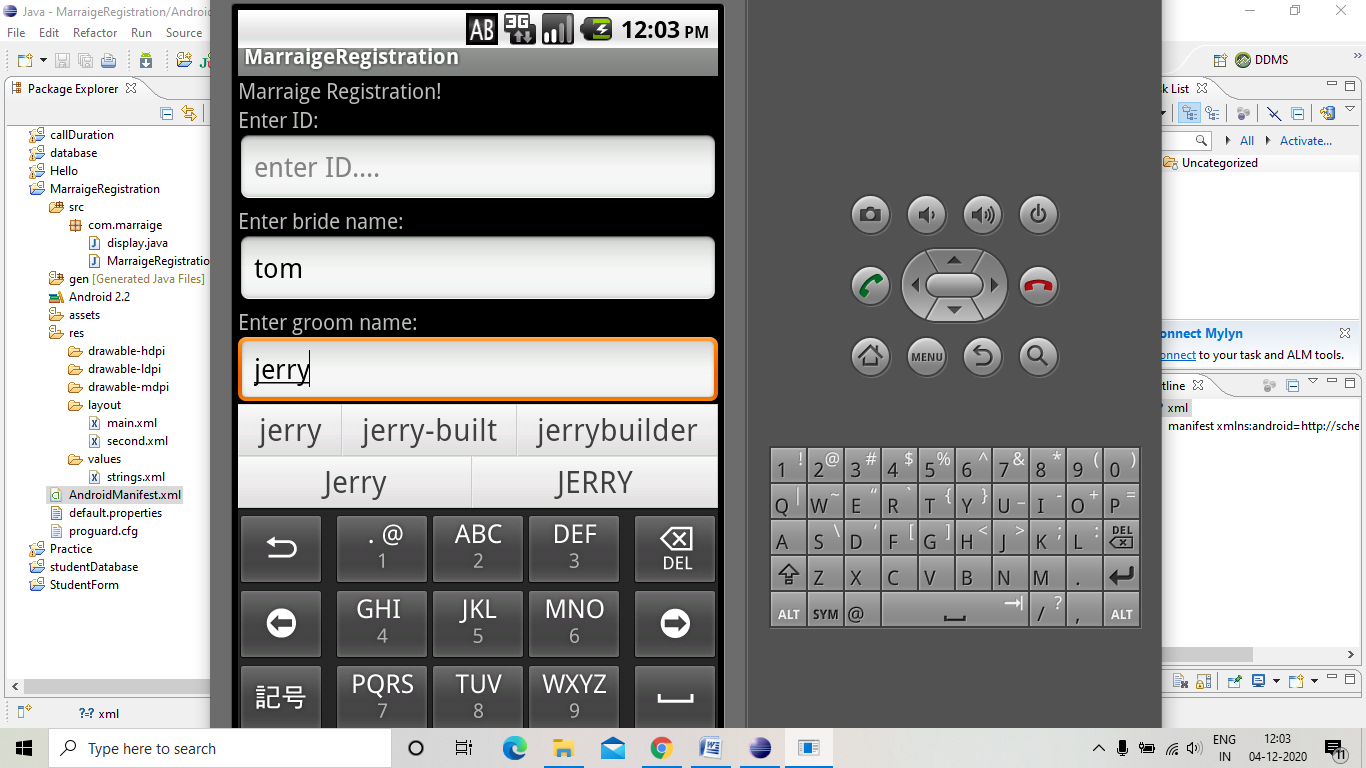 Java - MarraigeRegistration/Android
File Edit Refactor Run Source
Package Explorer
callDuration
database
Hello
MarraigeRegistration
src
com.marraige
display.java
MarraigeRegistratio
gen [Generated Java Files]
Android 2.2
assets
res
drawable-hdpi
drawable-ldpi
drawable-mdpi
layout
main.xml
second.xml
values
strings.xml
AndroidManifest.xml
default.properties
proguard.cfg
Practice
studentDatabase
StudentForm
xml
AB 3G 12:03 PM
MarraigeRegistration
Marraige Registration!
Enter ID:
enter ID....
Enter bride name:
tom
Enter groom name:
jerry
jerry jerry-built jerrybuilder
Jerry JERRY
. @ ABC DEF
1 2 3 DEL
GHI JKL MNO
4 5 6
記号 PQRS TUV WXYZ
7 8 9
MENU
1 ! 2 @ 3 # 4 $ 5 % 6 ^ 7 & 8 * 9 ( 0 )
Q | W ~ E “ R ` T { Y } U _ I - O + P =
A S \ D ‘ F [ G ] H < J > K ; L : DEL
Z X C V B N M .
ALT SYM @ / ? , ALT
DDMS
sk List
All Activate...
Uncategorized
onnect Mylyn
onnect to your task and ALM tools.
tline
xml
manifest xmlns:android=http://sche
Type here to search
ENG
IN
12:03
04-12-2020
11